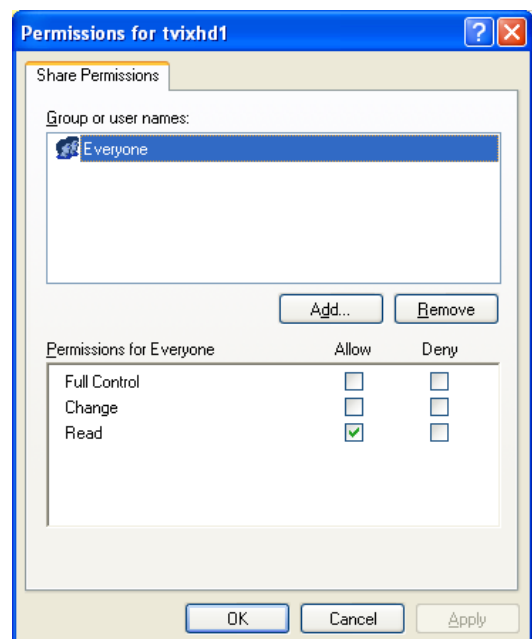 Permissions for tvixhd1
Share Permissions
Group or user names:
Everyone
Add... Remove
Permissions for Everyone Allow Deny
Full Control
Change
Read
OK Cancel Apply